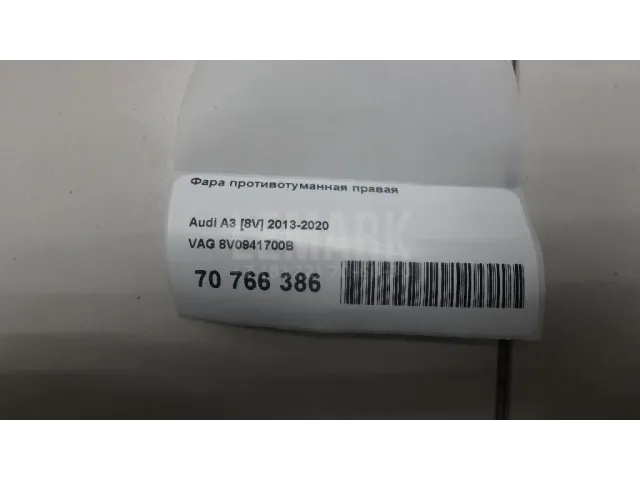 Фара противотуманная правая
Audi A3 [8V] 2013-2020
VAG 8V0941700B
70 766 386